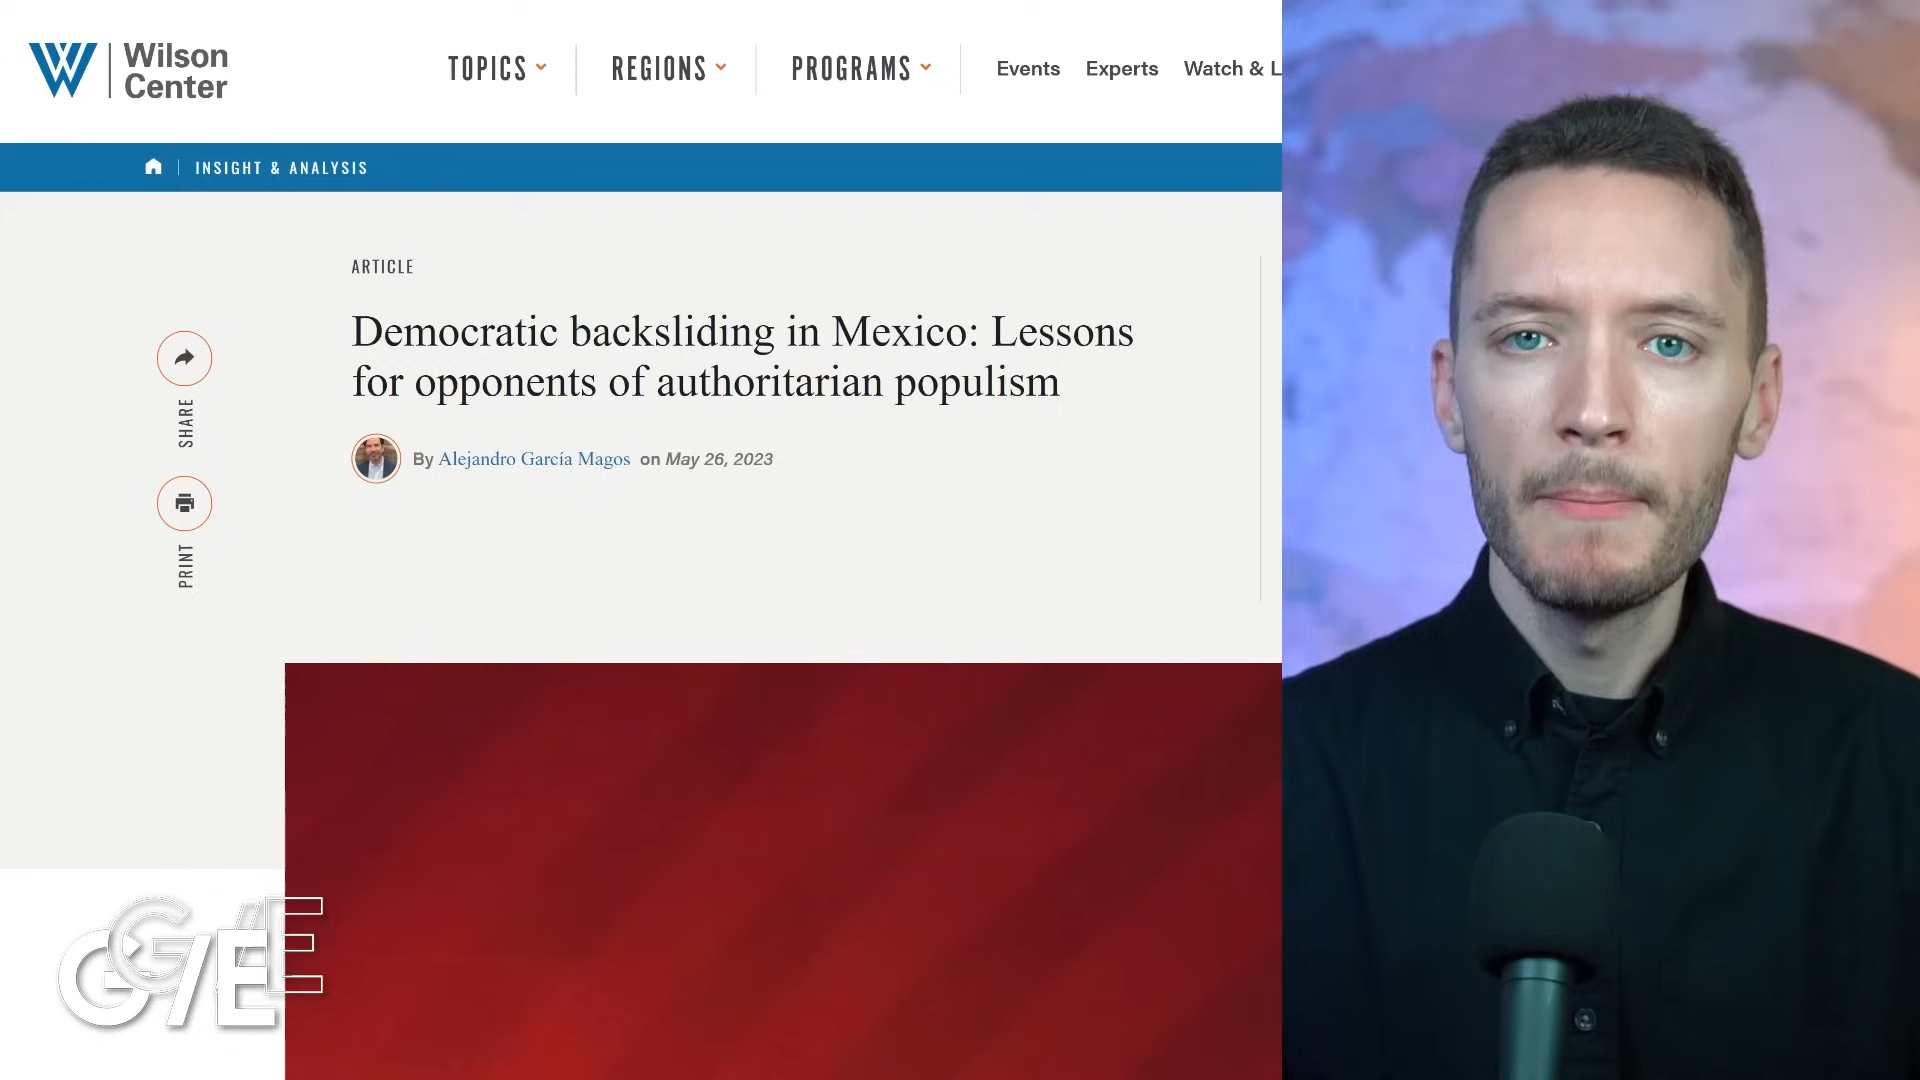 Wilson
Center
TOPICS
REGIONS
PROGRAMS
Events
Experts
Watch & L
INSIGHT & ANALYSIS
ARTICLE
Democratic backsliding in Mexico: Lessons
for opponents of authoritarian populism
By Alejandro García Magos on May 26, 2023
SHARE
PRINT
G/E
G/E